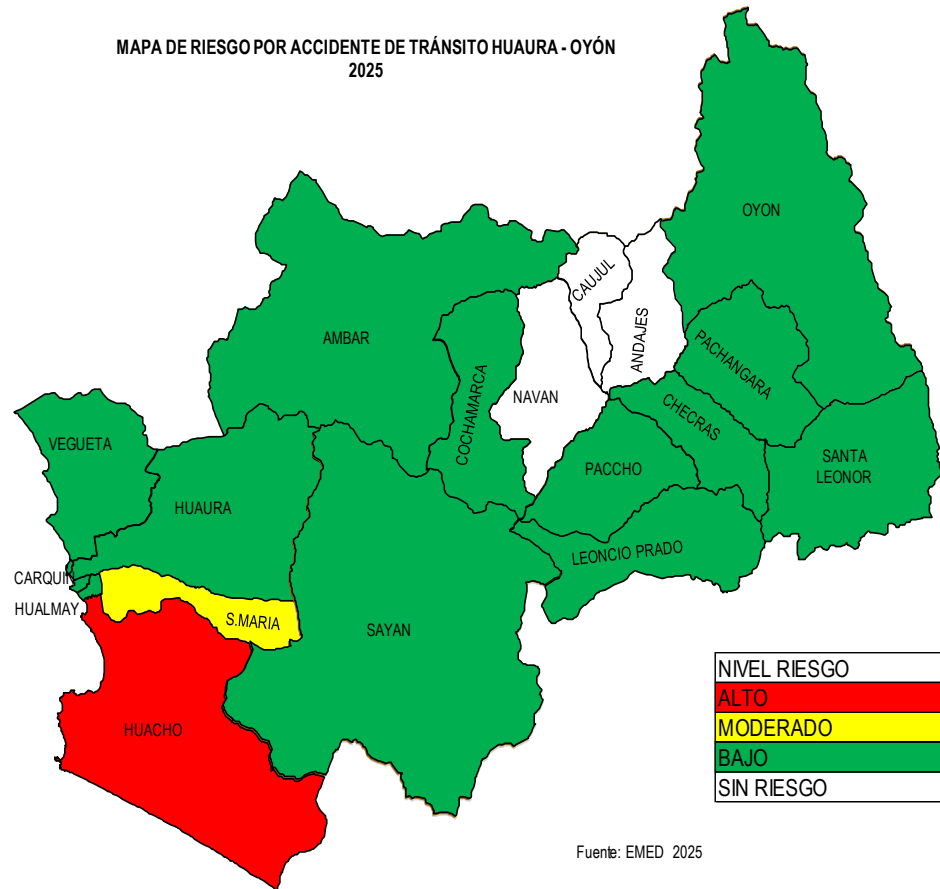 MAPA DE RIESGO POR ACCIDENTE DE TRÁNSITO HUAURA - OYÓN
2025
OYON
CAUJUL
ANDAJES
AMBAR
PACHANGARA
COCHAMARCA
NAVAN
CHECRAS
VEGUETA
SANTA
LEONOR
PACCHO
HUAURA
LEONCIO PRADO
CARQUIN
HUALMAY
S.MARIA
SAYAN
HUACHO
NIVEL RIESGO
ALTO
MODERADO
BAJO
SIN RIESGO
Fuente: EMED 2025